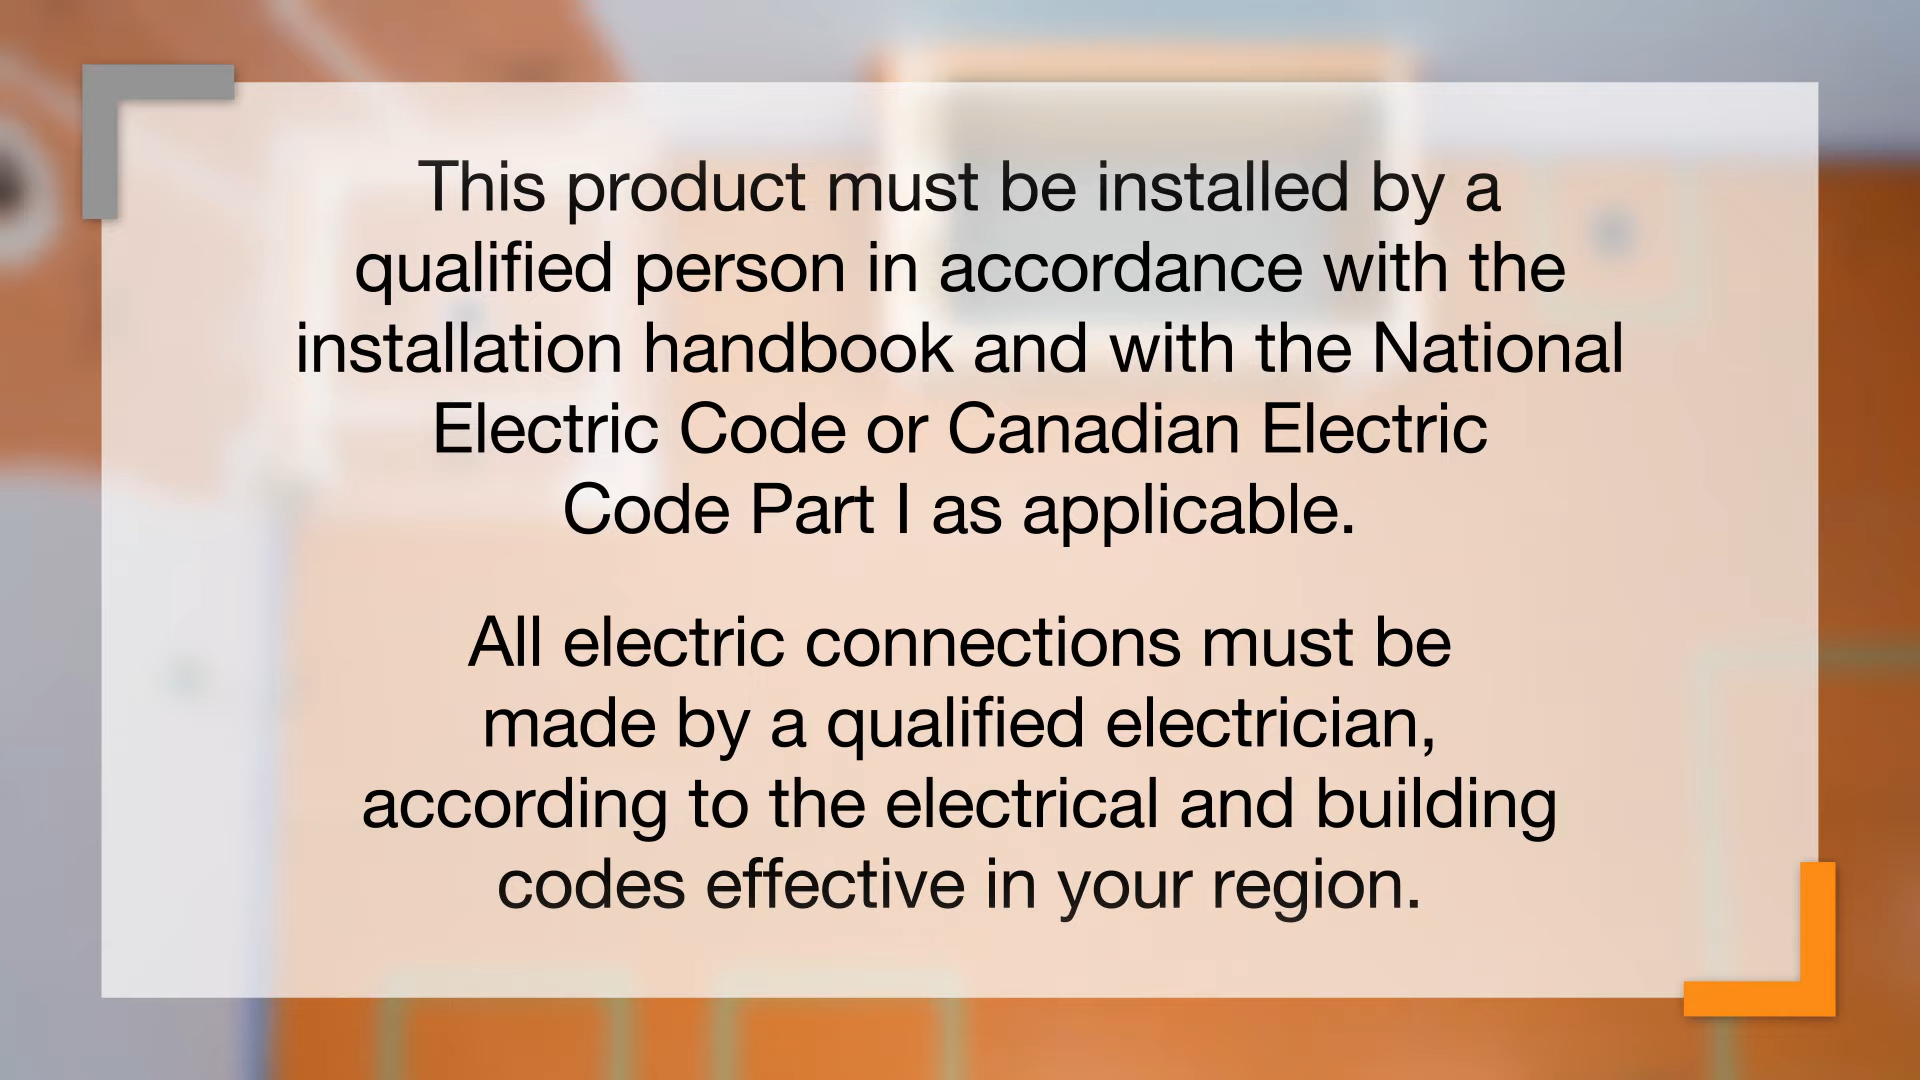 This product must be installed by a
qualified person in accordance with the
installation handbook and with the National
Electric Code or Canadian Electric
Code Part I as applicable.
All electric connections must be
made by a qualified electrician,
according to the electrical and building
codes effective in your region.